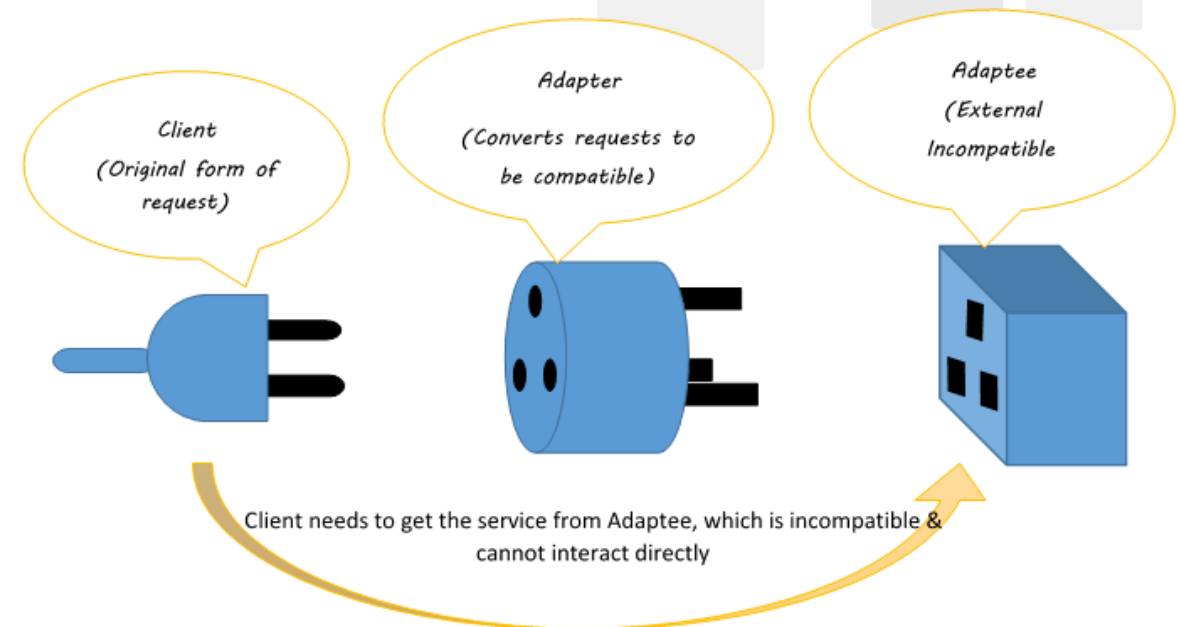 Client
(Original form of
request)
Adapter
(Converts requests to
be compatible)
Adaptee
(External
Incompatible
Client needs to get the service from Adaptee, which is incompatible &
cannot interact directly